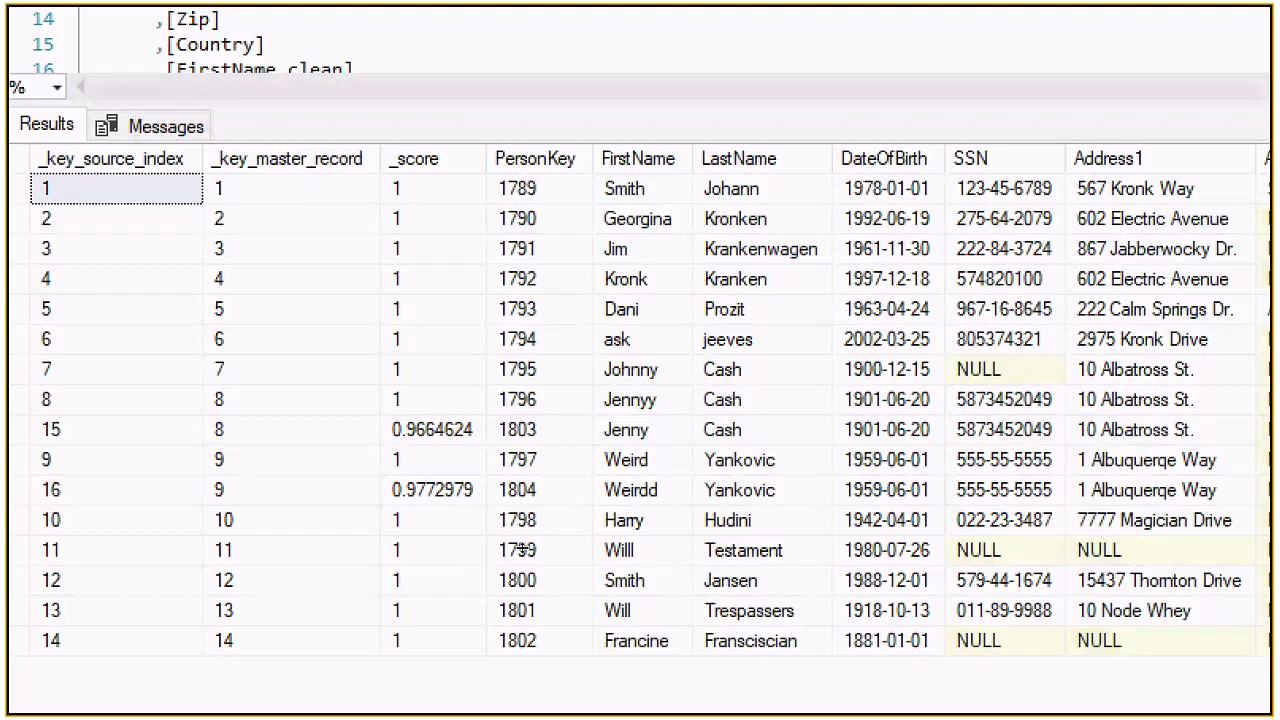 14 ,[Zip]
15 ,[Country]
16 [FirstName_clean]
%
Results Messages
_key_source_index _key_master_record _score PersonKey FirstName LastName DateOfBirth SSN Address1 A
1 1 1 1789 Smith Johann 1978-01-01 123-45-6789 567 Kronk Way
2 2 1 1790 Georgina Kronken 1992-06-19 275-64-2079 602 Electric Avenue
3 3 1 1791 Jim Krankenwagen 1961-11-30 222-84-3724 867 Jabberwocky Dr.
4 4 1 1792 Kronk Kranken 1997-12-18 574820100 602 Electric Avenue
5 5 1 1793 Dani Prozit 1963-04-24 967-16-8645 222 Calm Springs Dr.
6 6 1 1794 ask jeeves 2002-03-25 805374321 2975 Kronk Drive
7 7 1 1795 Johnny Cash 1900-12-15 NULL 10 Albatross St.
8 8 1 1796 Jennyy Cash 1901-06-20 5873452049 10 Albatross St.
15 8 0.9664624 1803 Jenny Cash 1901-06-20 5873452049 10 Albatross St.
9 9 1 1797 Weird Yankovic 1959-06-01 555-55-5555 1 Albuquerqe Way
16 9 0.9772979 1804 Weirdd Yankovic 1959-06-01 555-55-5555 1 Albuquerqe Way
10 10 1 1798 Harry Hudini 1942-04-01 022-23-3487 7777 Magician Drive
11 11 1 1799 Willl Testament 1980-07-26 NULL NULL
12 12 1 1800 Smith Jansen 1988-12-01 579-44-1674 15437 Thornton Drive
13 13 1 1801 Will Trespassers 1918-10-13 011-89-9988 10 Node Whey
14 14 1 1802 Francine Fransciscian 1881-01-01 NULL NULL